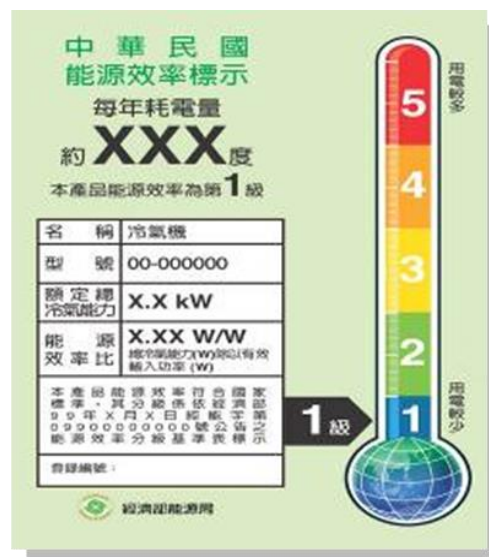 中華民國
能源效率標示
每年耗電量
約XXX度
本產品能源效率為第1級
名稱 冷氣機
型號 00-000000
額定總冷氣能力 X.X kW
能源效率比 X.XX W/W
總冷氣能力(W)除以有效
輸入功率 (W)
本產品能源效率符合國家
標準，其分級係依經濟部
99年X月X日經能字第
09900000000號公告之
能源效率分級基準表標示
登錄編號：
經濟部能源局
用電較多
5
4
3
2
1
用電較少
1級